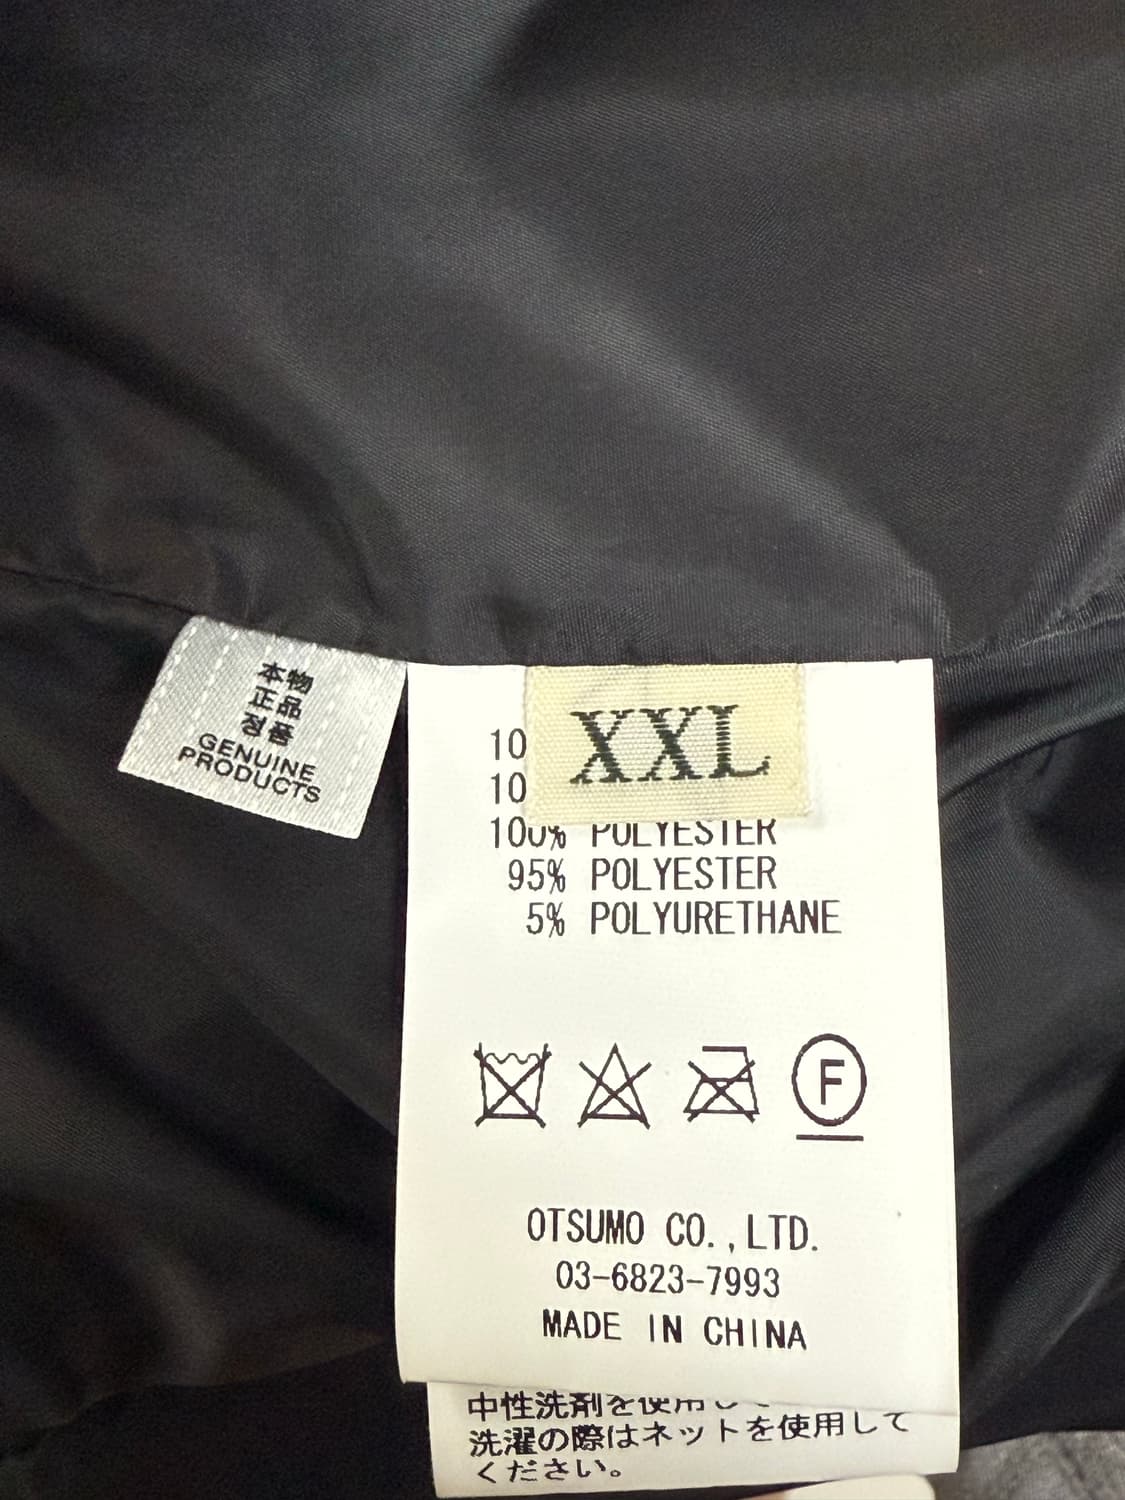 本物
正品
정품
GENUINE
PRODUCTS
XXL
10
10
100% POLYESTER
95% POLYESTER
5% POLYURETHANE
F
OTSUMO CO.,LTD.
03-6823-7993
MADE IN CHINA
中性洗剤を使用し
洗濯の際はネットを使用して
ください。